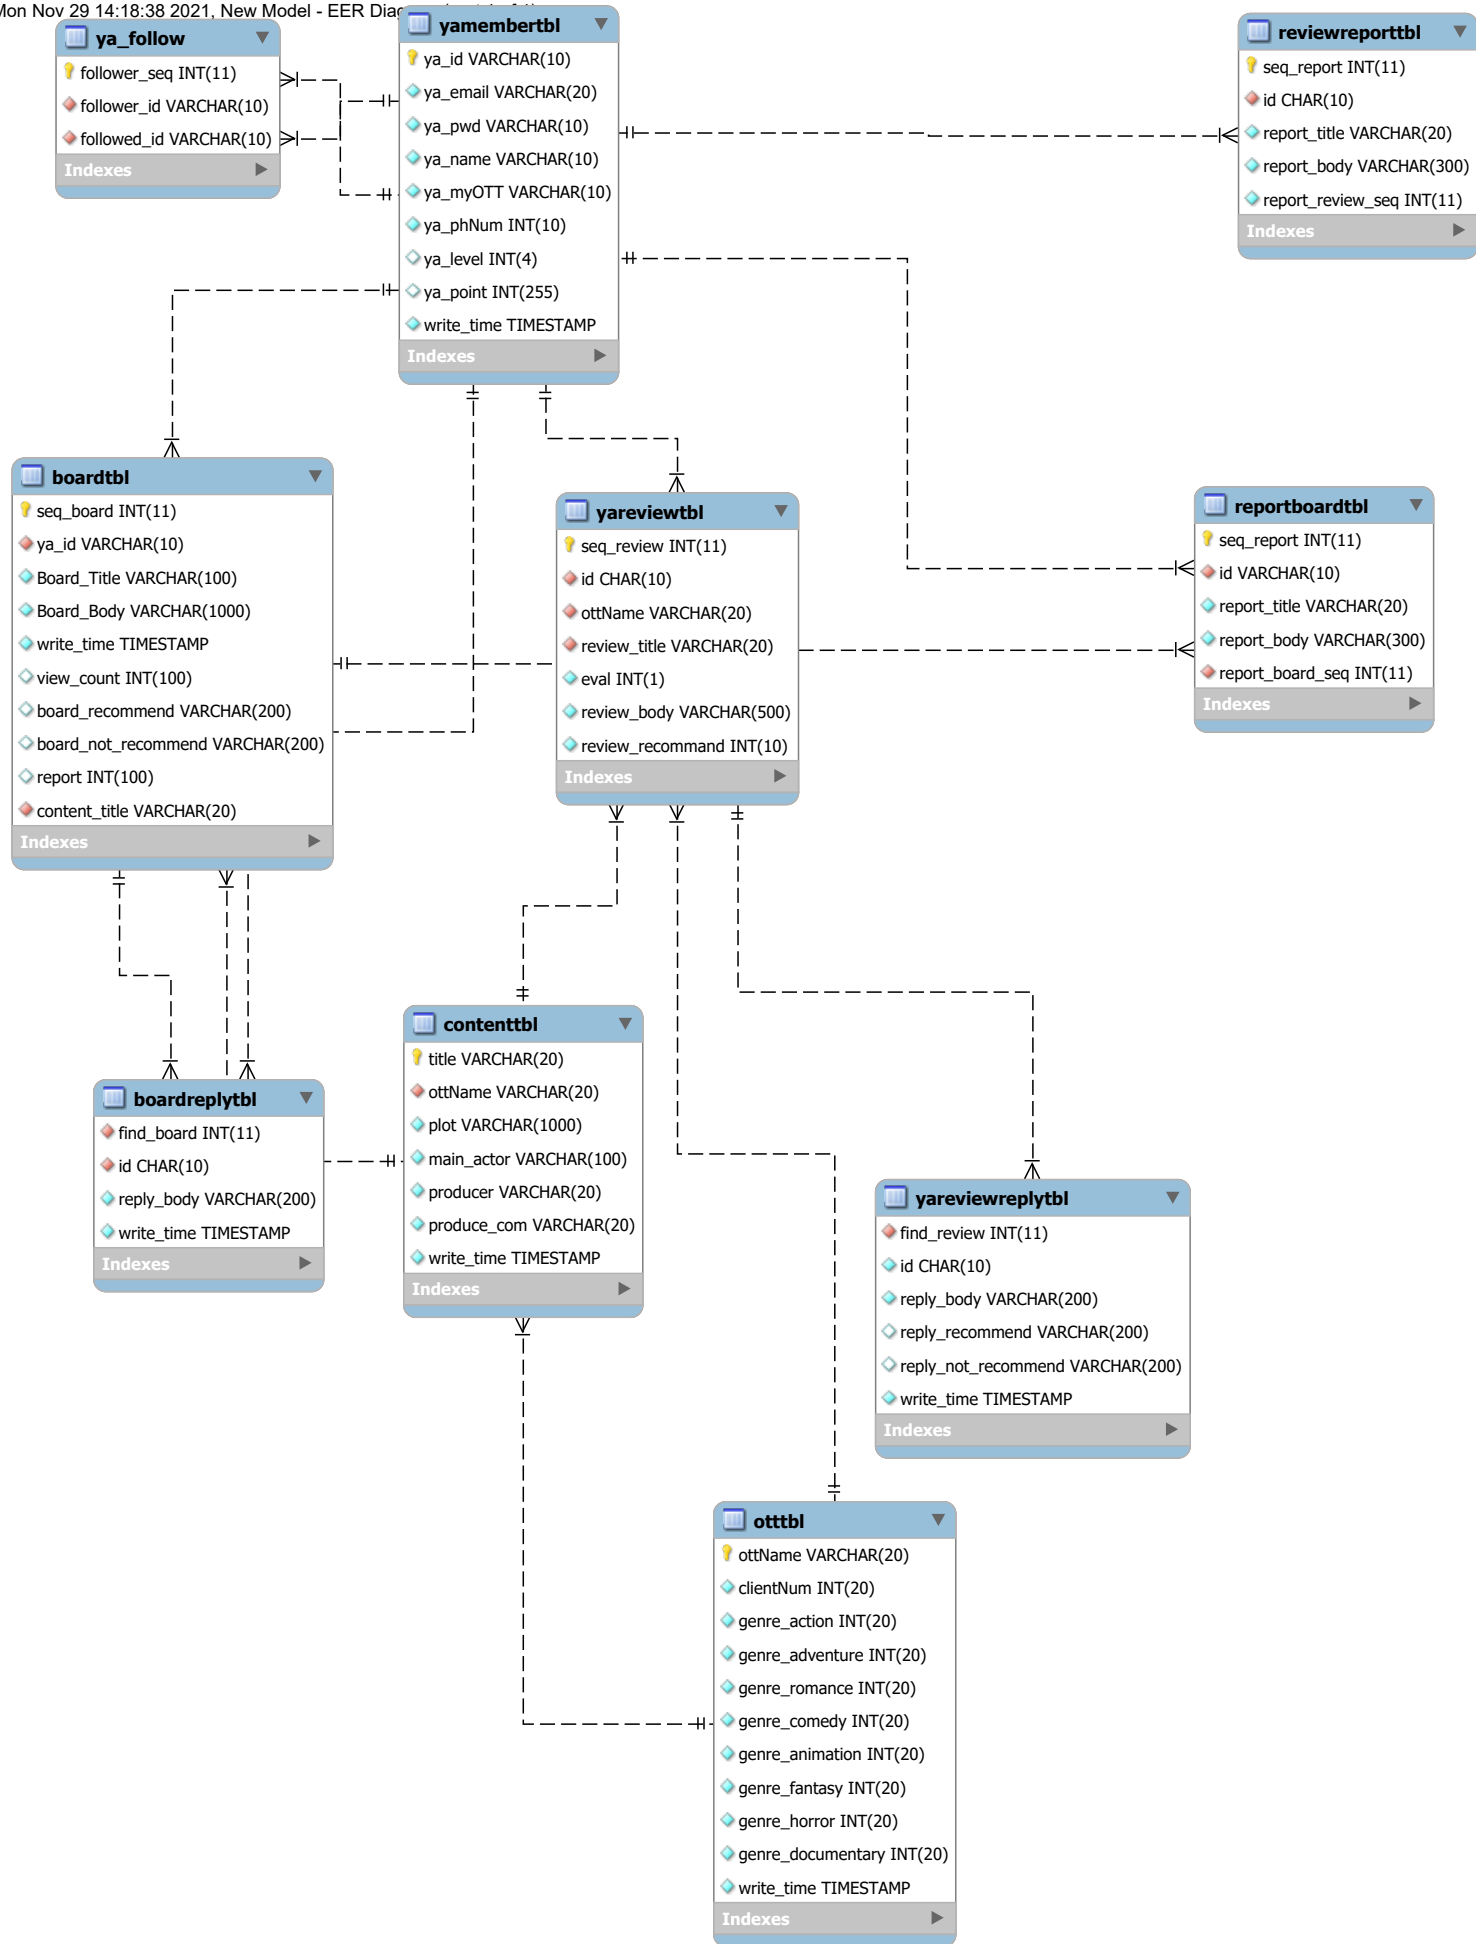 Mon Nov 29 14:18:38 2021, New Model - EER
ya_follow
follower_seq INT(11)
follower_id VARCHAR(10)
followed_id VARCHAR(10)
Indexes
yamembertbl
ya_id VARCHAR(10)
ya_email VARCHAR(20)
ya_pwd VARCHAR(10)
ya_name VARCHAR(10)
ya_myOTT VARCHAR(10)
ya_phNum INT(10)
ya_level INT(4)
ya_point INT(255)
write_time TIMESTAMP
Indexes
reviewreporttbl
seq_report INT(11)
id CHAR(10)
report_title VARCHAR(20)
report_body VARCHAR(300)
report_review_seq INT(11)
Indexes
boardtbl
seq_board INT(11)
ya_id VARCHAR(10)
Board_Title VARCHAR(100)
Board_Body VARCHAR(1000)
write_time TIMESTAMP
view_count INT(100)
board_recommend VARCHAR(200)
board_not_recommend VARCHAR(200)
report INT(100)
content_title VARCHAR(20)
Indexes
yareviewtbl
seq_review INT(11)
id CHAR(10)
ottName VARCHAR(20)
review_title VARCHAR(20)
eval INT(1)
review_body VARCHAR(500)
review_recommand INT(10)
Indexes
reportboardtbl
seq_report INT(11)
id VARCHAR(10)
report_title VARCHAR(20)
report_body VARCHAR(300)
report_board_seq INT(11)
Indexes
boardreplytbl
find_board INT(11)
id CHAR(10)
reply_body VARCHAR(200)
write_time TIMESTAMP
Indexes
contenttbl
title VARCHAR(20)
ottName VARCHAR(20)
plot VARCHAR(1000)
main_actor VARCHAR(100)
producer VARCHAR(20)
produce_com VARCHAR(20)
write_time TIMESTAMP
Indexes
yareviewreplytbl
find_review INT(11)
id CHAR(10)
reply_body VARCHAR(200)
reply_recommend VARCHAR(200)
reply_not_recommend VARCHAR(200)
write_time TIMESTAMP
Indexes
otttbl
ottName VARCHAR(20)
clientNum INT(20)
genre_action INT(20)
genre_adventure INT(20)
genre_romance INT(20)
genre_comedy INT(20)
genre_animation INT(20)
genre_fantasy INT(20)
genre_horror INT(20)
genre_documentary INT(20)
write_time TIMESTAMP
Indexes